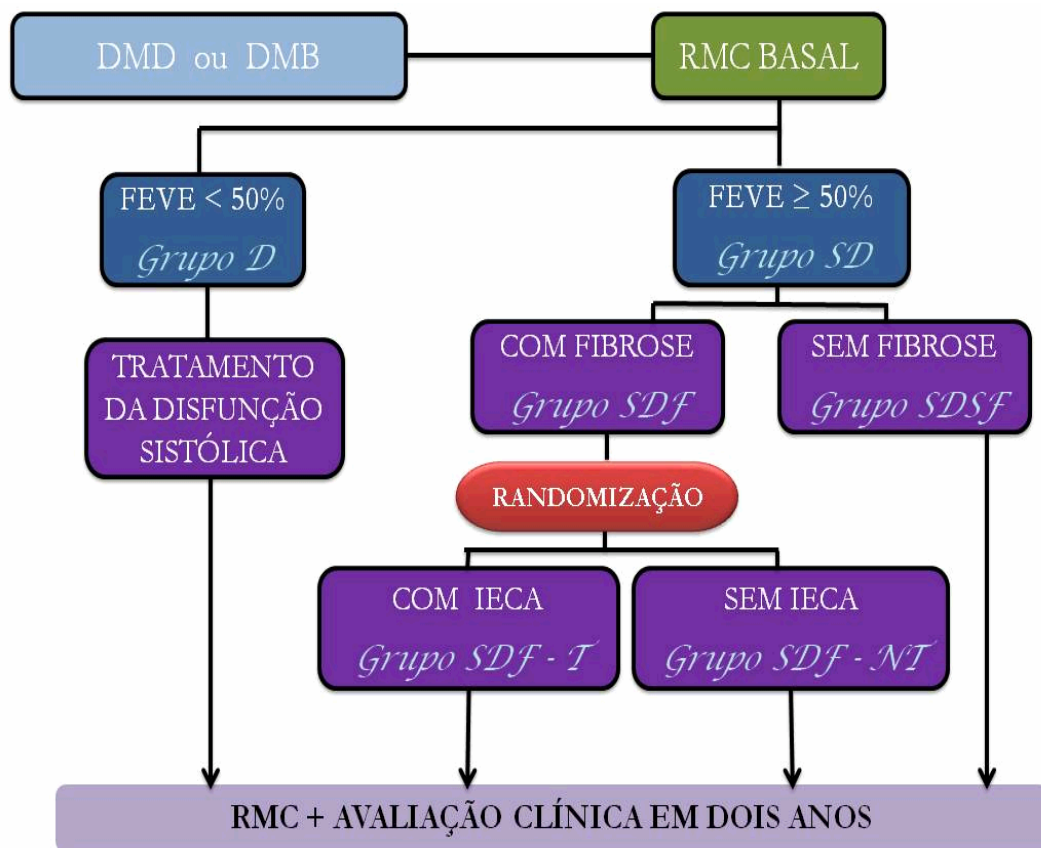 DMD ou DMB
RMC BASAL
FEVE < 50%
Grupo D
FEVE ≥ 50%
Grupo SD
TRATAMENTO
DA DISFUNÇÃO
SISTÓLICA
COM FIBROSE
Grupo SDF
SEM FIBROSE
Grupo SDSF
RANDOMIZAÇÃO
COM IECA
Grupo SDF - T
SEM IECA
Grupo SDF - NT
RMC + AVALIAÇÃO CLÍNICA EM DOIS ANOS